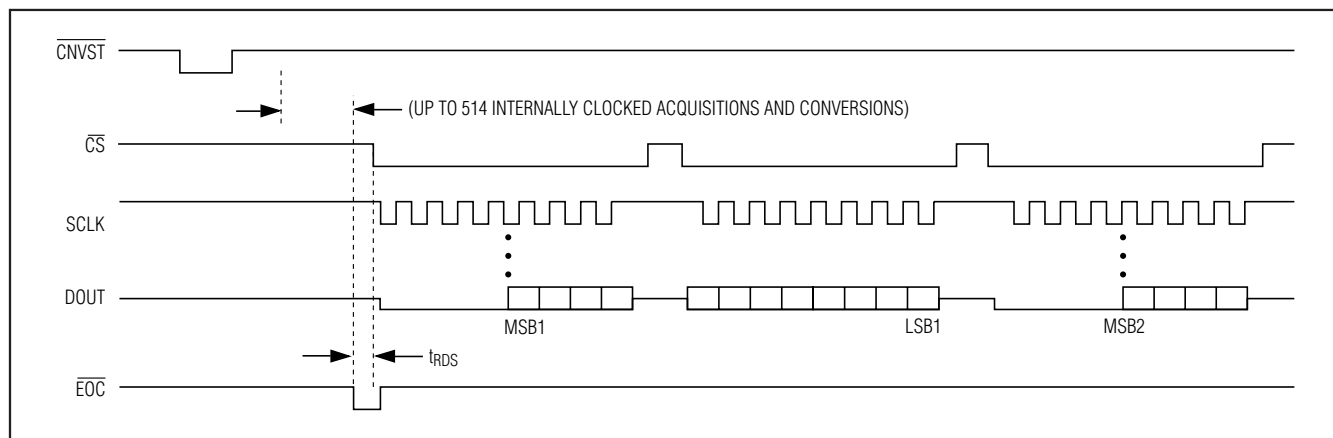 CNVST
(UP TO 514 INTERNALLY CLOCKED ACQUISITIONS AND CONVERSIONS)
CS
SCLK
DOUT
MSB1
LSB1
MSB2
tRDS
EOC